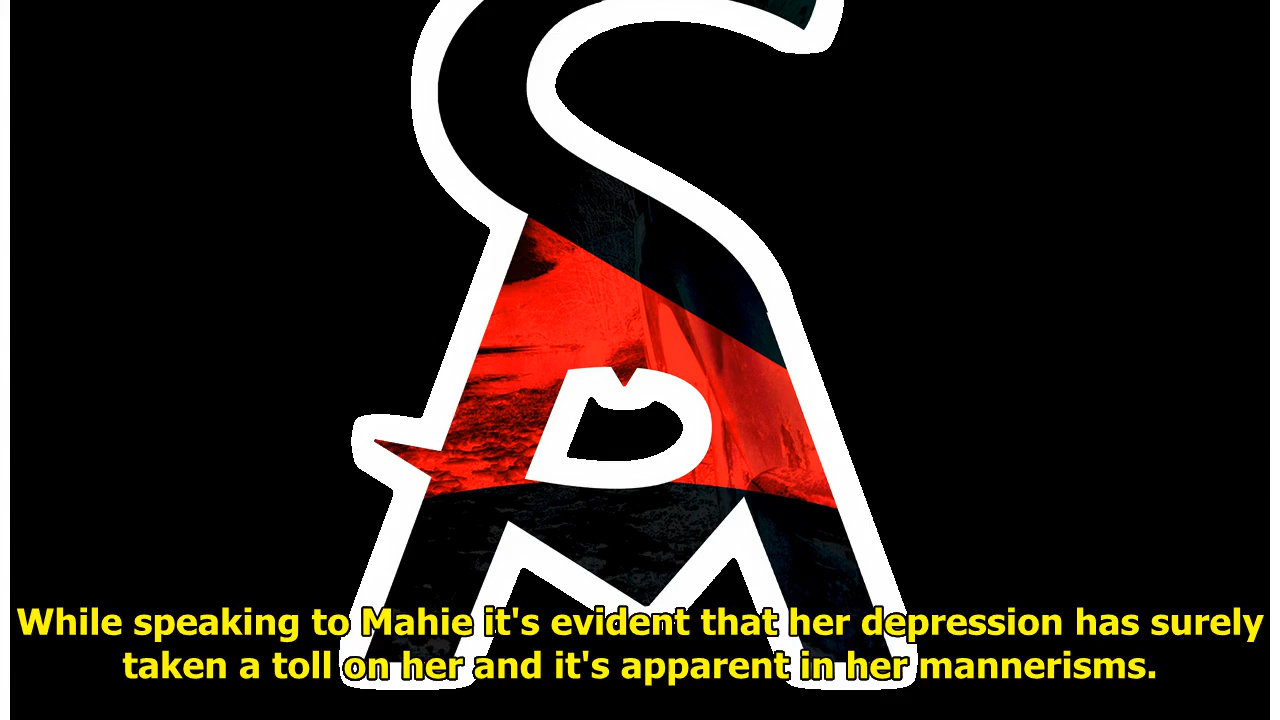 While speaking to Mahie it's evident that her depression has surely
taken a toll on her and it's apparent in her mannerisms.